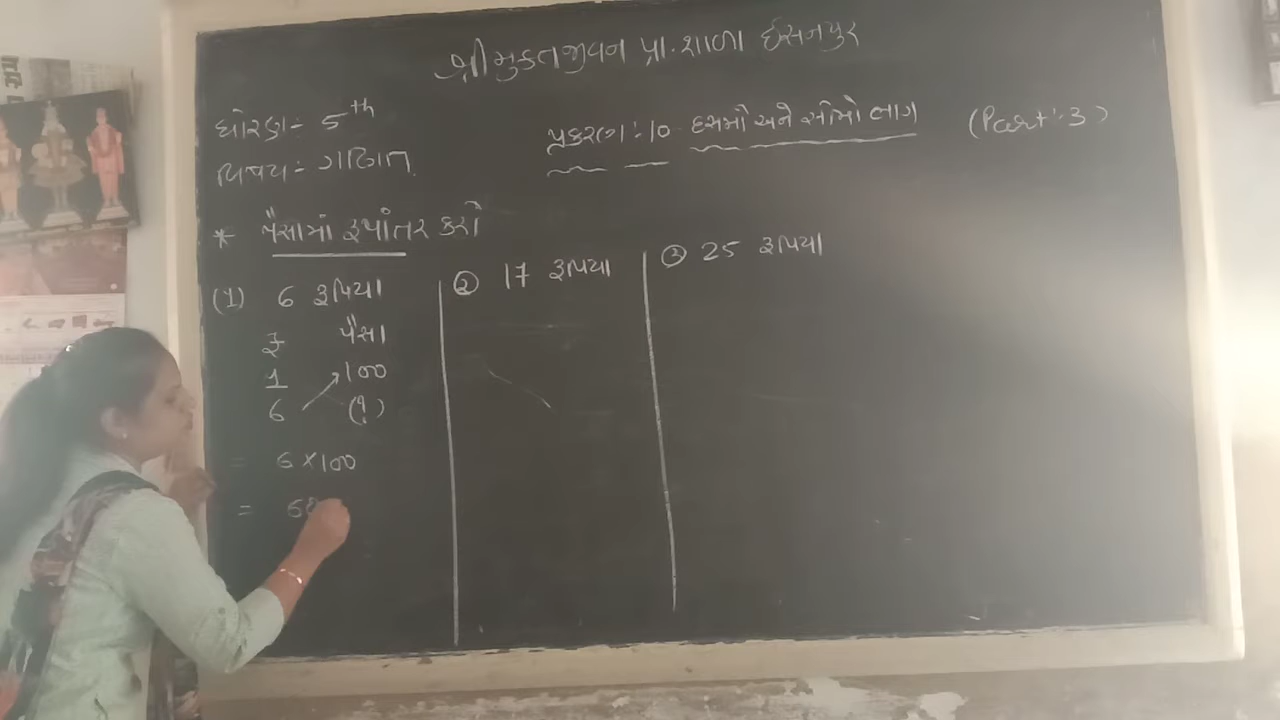 શ્રી મુક્તજીવન પ્રા. શાળા ઈસનપુર
ધોરણ:- 5th
વિષય:- ગણિત
પ્રકરણ:-10 દસમો અને સોમો ભાગ (Part:-3)
* પૈસામાં રૂપાંતર કરો
(1) 6 રૂપિયા
રૂ પૈસા
1 100
6 (?)
= 6 × 100
= 60
② 17 રૂપિયા
③ 25 રૂપિયા